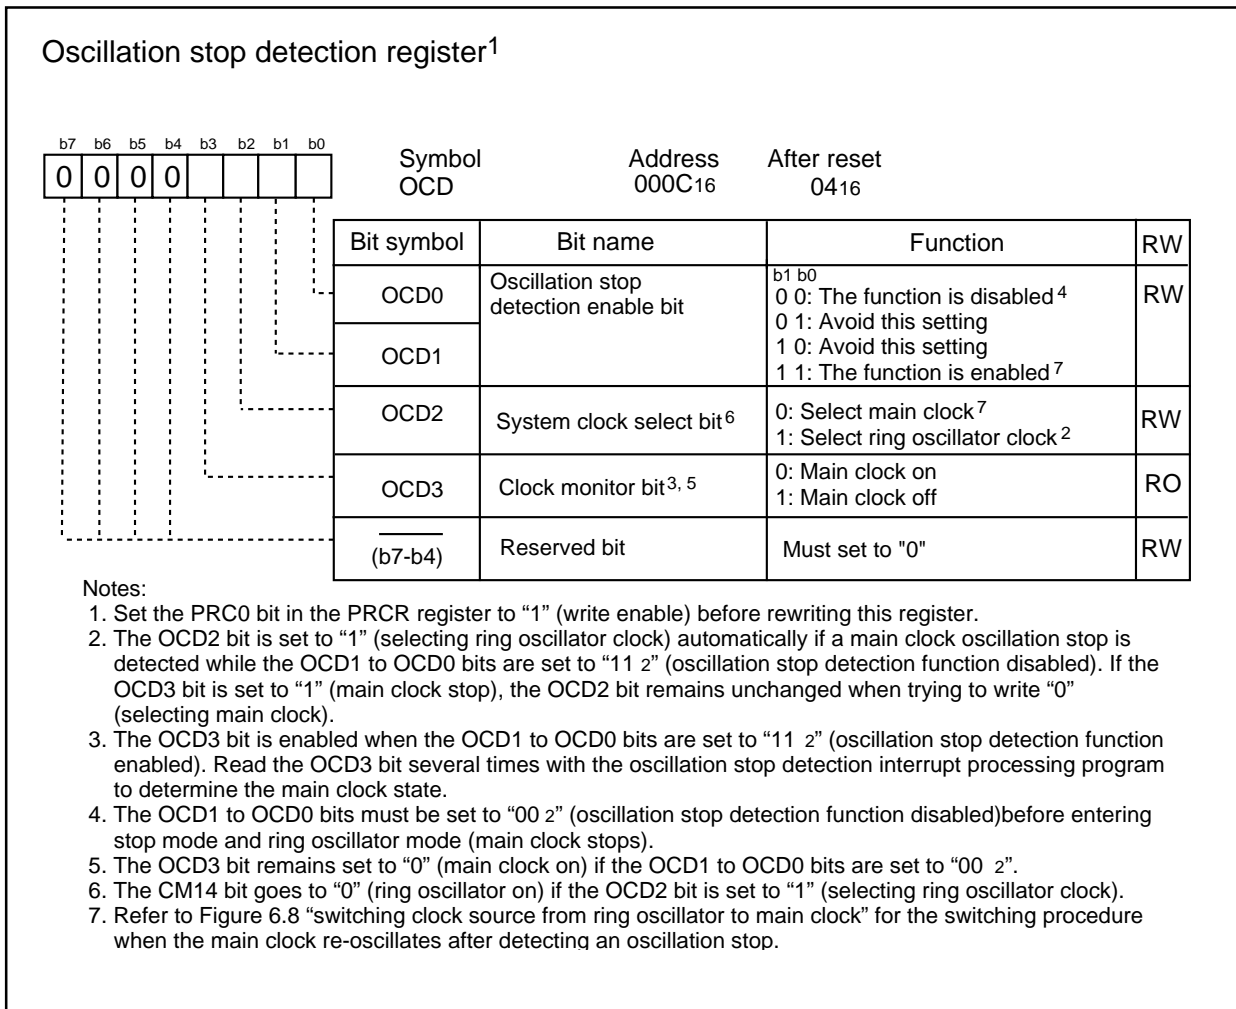 Oscillation stop detection register1
b7 b6 b5 b4 b3 b2 b1 b0
0 0 0 0
Symbol Address After reset
OCD 000C16 0416
Bit symbol Bit name Function RW
OCD0 Oscillation stop detection enable bit b1 b0 RW
0 0: The function is disabled 4
0 1: Avoid this setting
OCD1 1 0: Avoid this setting
1 1: The function is enabled 7
OCD2 System clock select bit 6 0: Select main clock 7 RW
1: Select ring oscillator clock 2
OCD3 Clock monitor bit 3, 5 0: Main clock on RO
1: Main clock off
(b7-b4) Reserved bit Must set to "0" RW
Notes:
1. Set the PRC0 bit in the PRCR register to “1” (write enable) before rewriting this register.
2. The OCD2 bit is set to “1” (selecting ring oscillator clock) automatically if a main clock oscillation stop is
detected while the OCD1 to OCD0 bits are set to “11 2” (oscillation stop detection function disabled). If the
OCD3 bit is set to “1” (main clock stop), the OCD2 bit remains unchanged when trying to write “0”
(selecting main clock).
3. The OCD3 bit is enabled when the OCD1 to OCD0 bits are set to “11 2” (oscillation stop detection function
enabled). Read the OCD3 bit several times with the oscillation stop detection interrupt processing program
to determine the main clock state.
4. The OCD1 to OCD0 bits must be set to “00 2” (oscillation stop detection function disabled)before entering
stop mode and ring oscillator mode (main clock stops).
5. The OCD3 bit remains set to “0” (main clock on) if the OCD1 to OCD0 bits are set to “00 2”.
6. The CM14 bit goes to “0” (ring oscillator on) if the OCD2 bit is set to “1” (selecting ring oscillator clock).
7. Refer to Figure 6.8 “switching clock source from ring oscillator to main clock” for the switching procedure
when the main clock re-oscillates after detecting an oscillation stop.